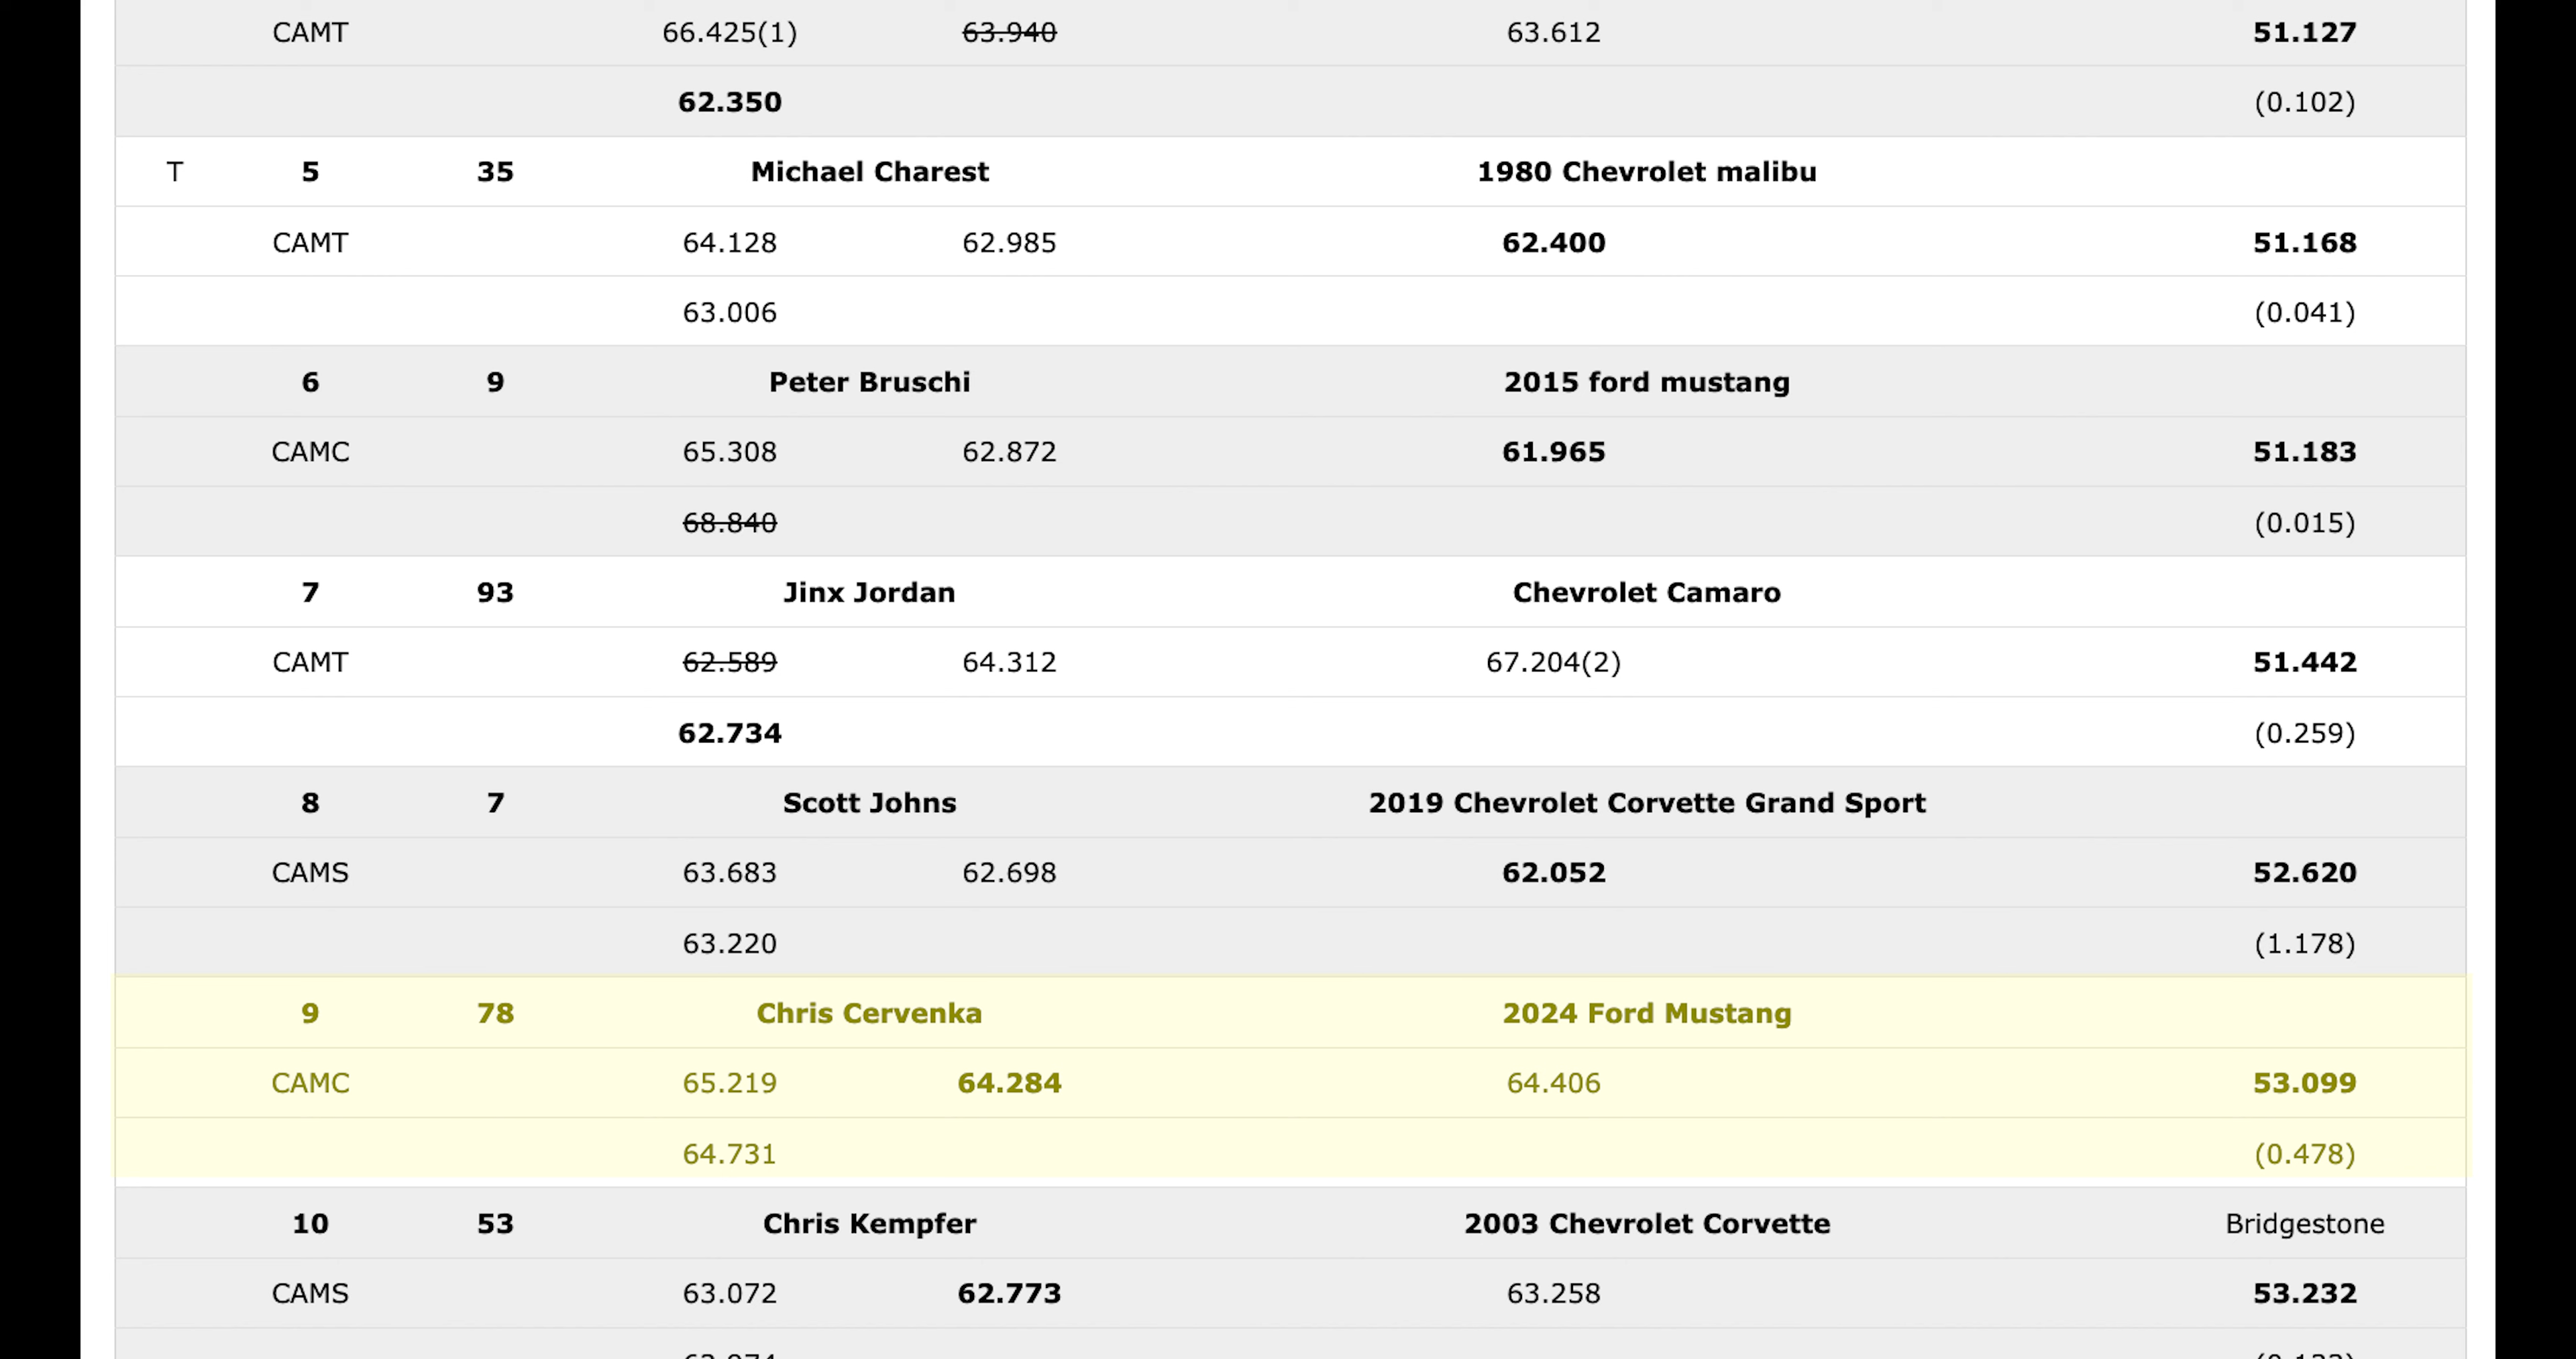 CAMT 66.425(1) 63.940 63.612 51.127
62.350 (0.102)
T 5 35 Michael Charest 1980 Chevrolet malibu
CAMT 64.128 62.985 62.400 51.168
63.006 (0.041)
6 9 Peter Bruschi 2015 ford mustang
CAMC 65.308 62.872 61.965 51.183
68.840 (0.015)
7 93 Jinx Jordan Chevrolet Camaro
CAMT 62.589 64.312 67.204(2) 51.442
62.734 (0.259)
8 7 Scott Johns 2019 Chevrolet Corvette Grand Sport
CAMS 63.683 62.698 62.052 52.620
63.220 (1.178)
9 78 Chris Cervenka 2024 Ford Mustang
CAMC 65.219 64.284 64.406 53.099
64.731 (0.478)
10 53 Chris Kempfer 2003 Chevrolet Corvette Bridgestone
CAMS 63.072 62.773 63.258 53.232